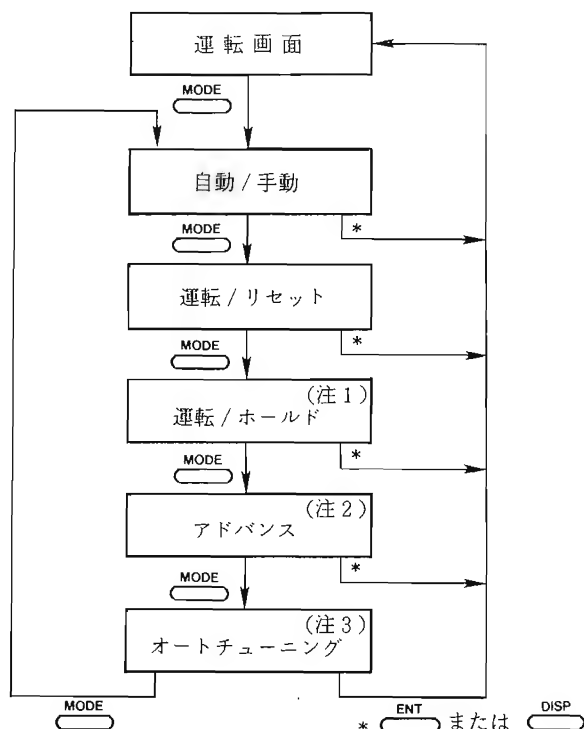 運転画面
MODE
自動/手動
*
MODE
運転/リセット
*
MODE
(注1)
運転/ホールド
*
MODE
(注2)
アドバンス
*
MODE
(注3)
オートチューニング
MODE
* ENT または DISP